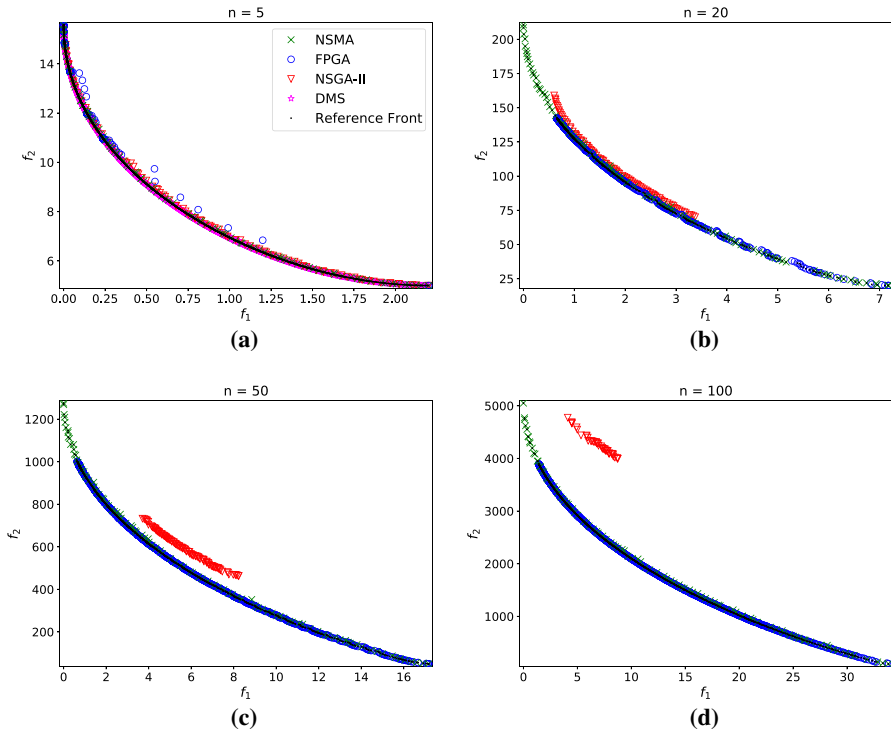 n = 5
14
12
10
8
6
f2
0.00
0.25
0.50
0.75
1.00
1.25
1.50
1.75
2.00
f1
NSMA
FPGA
NSGA-II
DMS
Reference Front
(a)
n = 20
200
175
150
125
100
75
50
25
f2
0
1
2
3
4
5
6
7
f1
(b)
n = 50
1200
1000
800
600
400
200
f2
0
2
4
6
8
10
12
14
16
f1
(c)
n = 100
5000
4000
3000
2000
1000
f2
0
5
10
15
20
25
30
f1
(d)